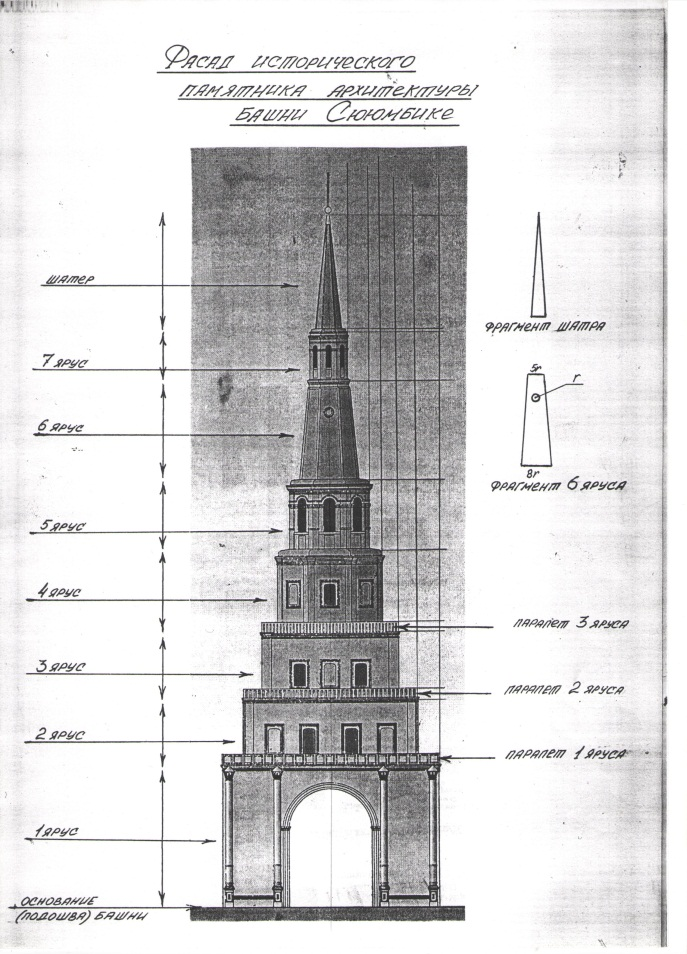 Фасад исторического
памятника архитектуры
башни Сююмбике
шатер
фрагмент шатра
7 ярус
5r
r
6 ярус
8r
фрагмент 6 яруса
5 ярус
4 ярус
парапет 3 яруса
3 ярус
парапет 2 яруса
2 ярус
парапет 1 яруса
1 ярус
основание
(подошва) башни